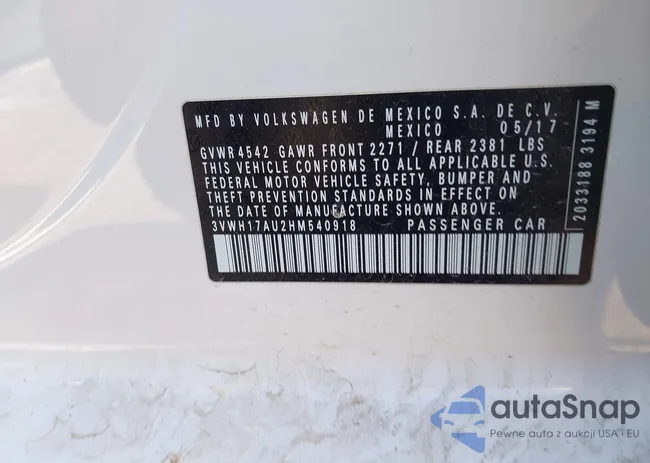 MFD BY VOLKSWAGEN DE MEXICO S.A. DE C.V.
MEXICO 05/17
GVWR 4542 GAWR FRONT 2271 / REAR 2381 LBS
THIS VEHICLE CONFORMS TO ALL APPLICABLE U.S.
FEDERAL MOTOR VEHICLE SAFETY, BUMPER AND
THEFT PREVENTION STANDARDS IN EFFECT ON
THE DATE OF MANUFACTURE SHOWN ABOVE.
3VWH17AU2HM540918 PASSENGER CAR
2033188 3194 M
autaSnap
Pewne auta z aukcji USA i EU